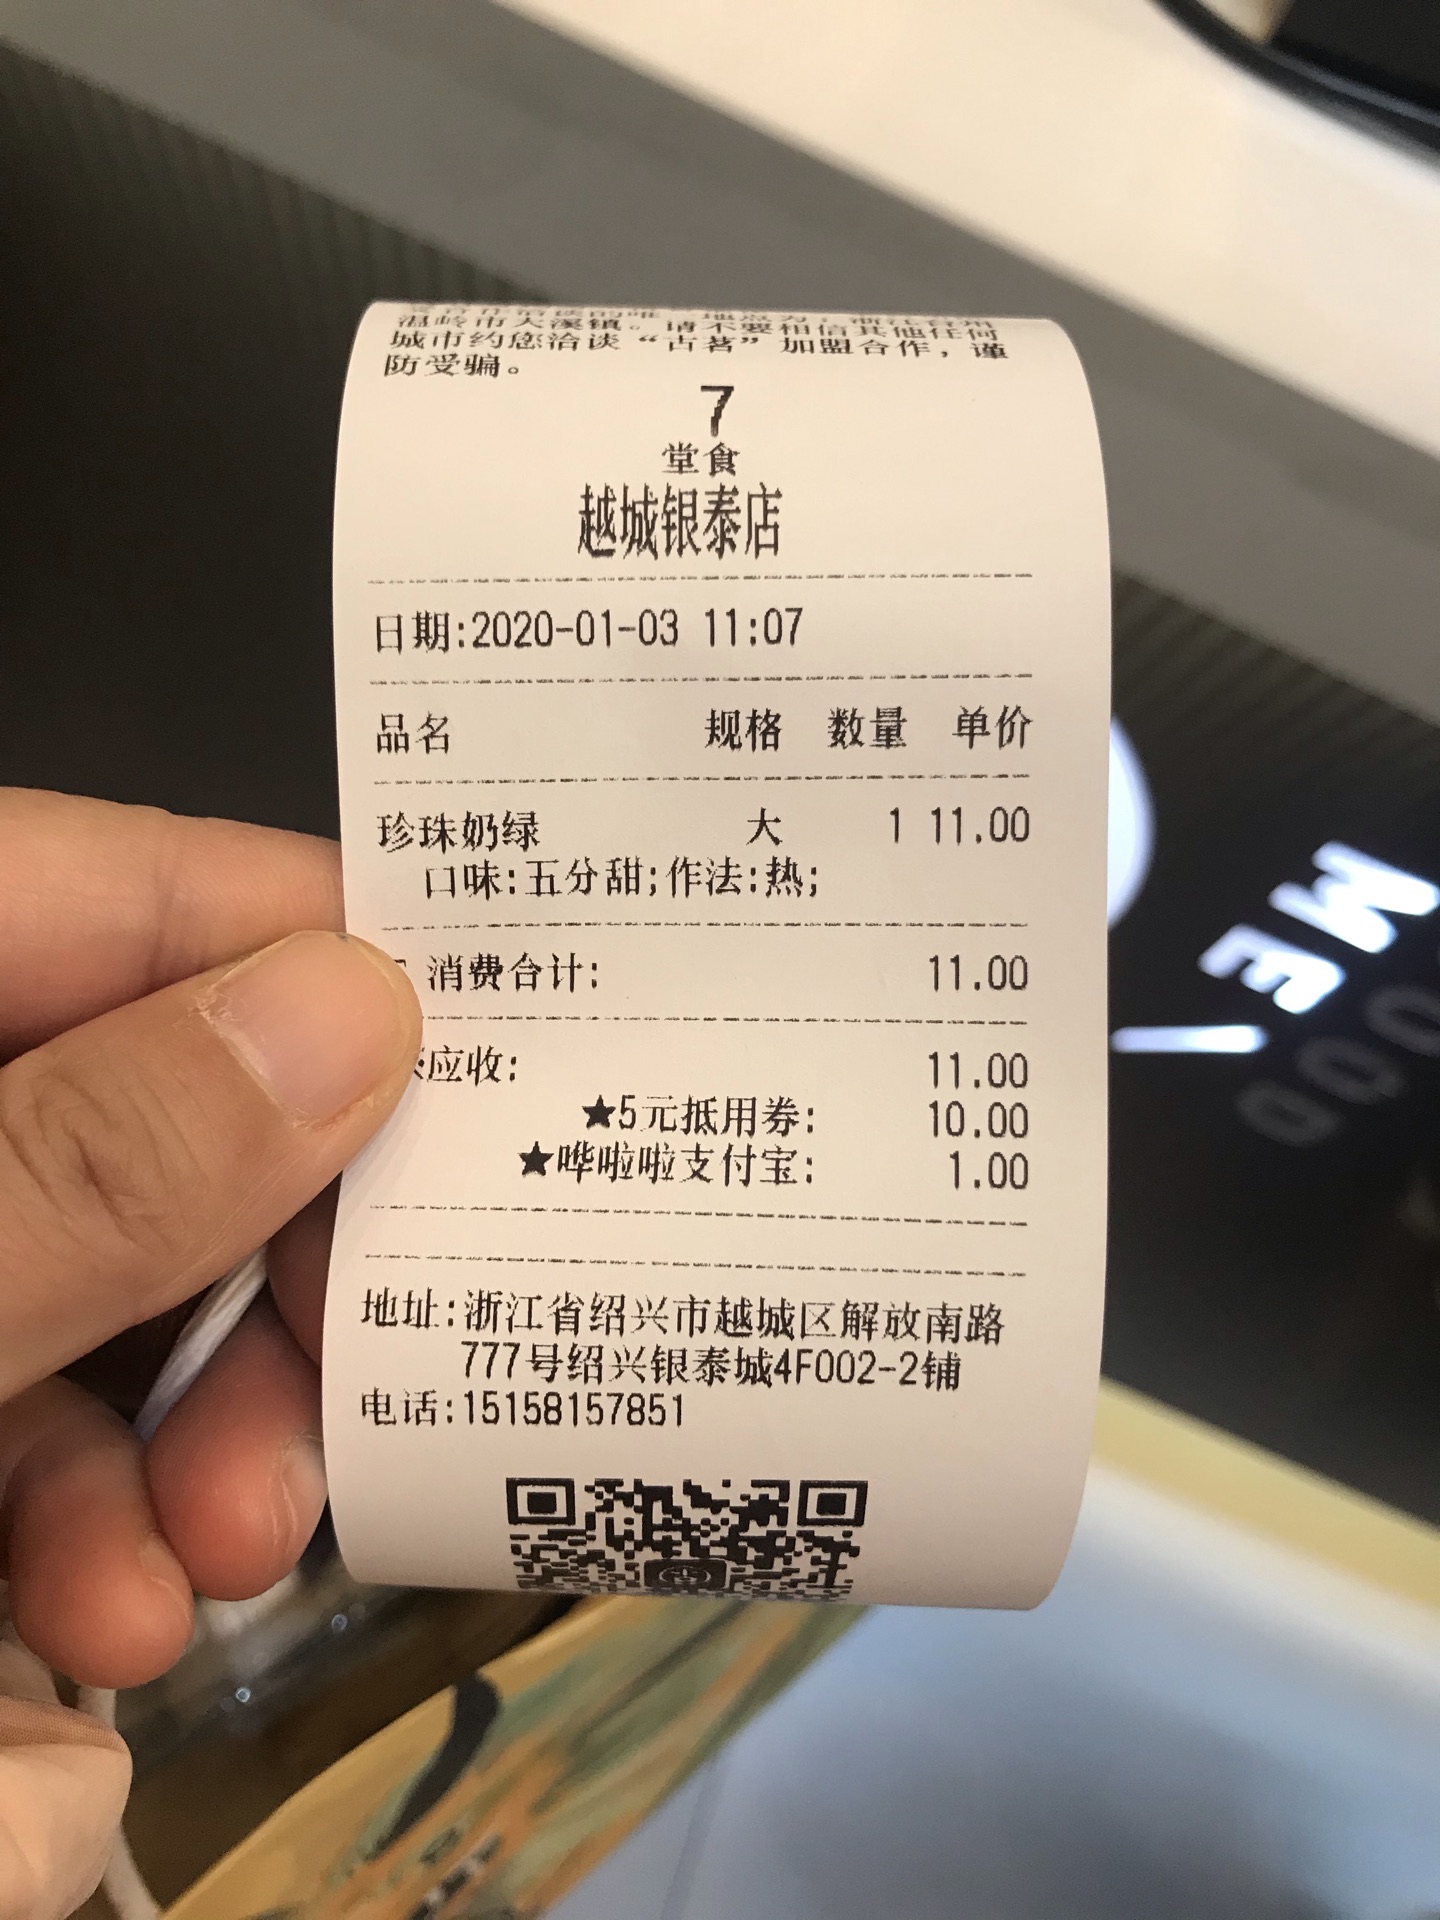 温岭市大溪镇。请不要相信其他任何
城市约您洽谈“古茗”加盟合作，谨
防受骗。
7
堂食
越城银泰店
日期:2020-01-03 11:07
品名 规格 数量 单价
珍珠奶绿 大 1 11.00
口味:五分甜;作法:热;
消费合计: 11.00
应收: 11.00
★5元抵用券: 10.00
★哗啦啦支付宝: 1.00
地址:浙江省绍兴市越城区解放南路
777号绍兴银泰城4F002-2铺
电话:15158157851
ME